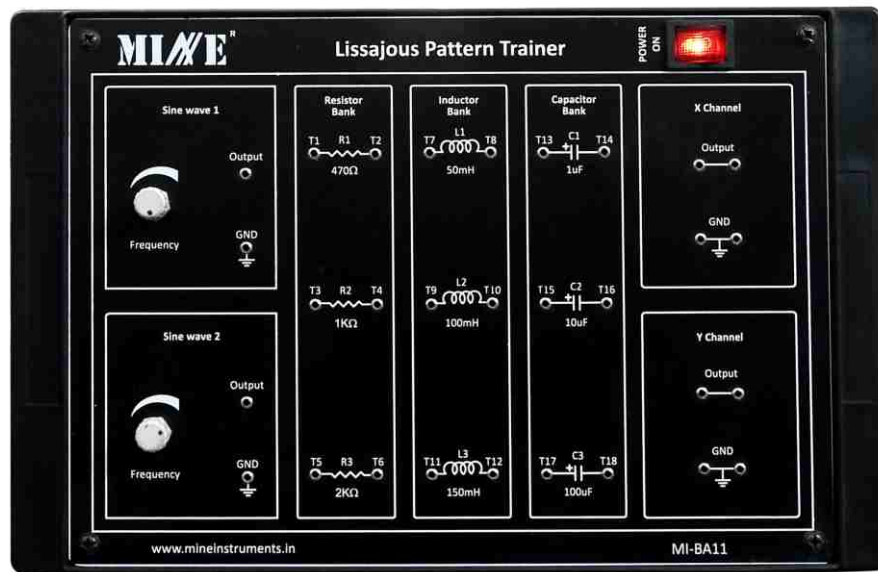 MINE®
Lissajous Pattern Trainer
POWER
ON
Sine wave 1
Output
GND
Frequency
Sine wave 2
Output
GND
Frequency
Resistor
Bank
T1 R1 T2
470Ω
T3 R2 T4
1KΩ
T5 R3 T6
2KΩ
Inductor
Bank
T7 L1 T8
50mH
T9 L2 T10
100mH
T11 L3 T12
150mH
Capacitor
Bank
T13 C1 T14
+
1uF
T15 C2 T16
+
10uF
T17 C3 T18
+
100uF
X Channel
Output
GND
Y Channel
Output
GND
www.mineinstruments.in
MI-BA11